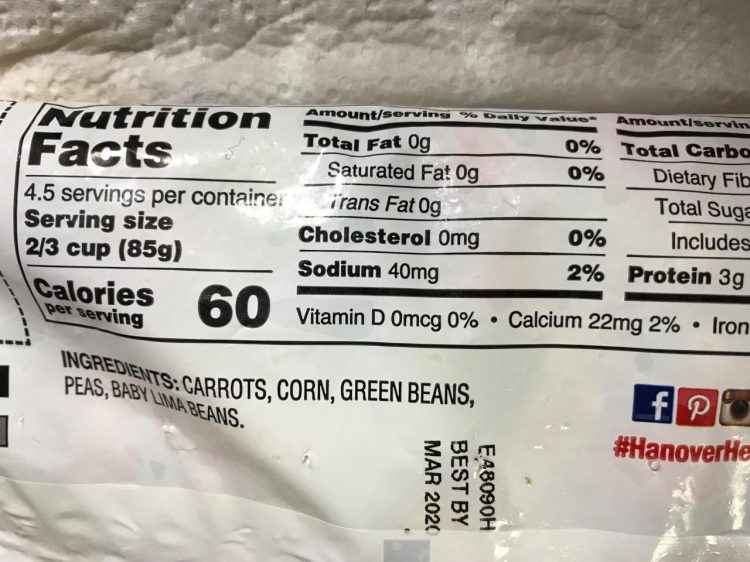 Nutrition
Facts
4.5 servings per container
Serving size
2/3 cup (85g)
Calories
per serving
60
Amount/serving % Daily Value*
Total Fat 0g 0%
Saturated Fat 0g 0%
Trans Fat 0g
Cholesterol 0mg 0%
Sodium 40mg 2%
Amount/servin
Total Carbo
Dietary Fib
Total Suga
Includes
Protein 3g
Vitamin D 0mcg 0% • Calcium 22mg 2% • Iron
INGREDIENTS: CARROTS, CORN, GREEN BEANS,
PEAS, BABY LIMA BEANS.
#HanoverHe
EA8090H
BEST BY
MAR 2020